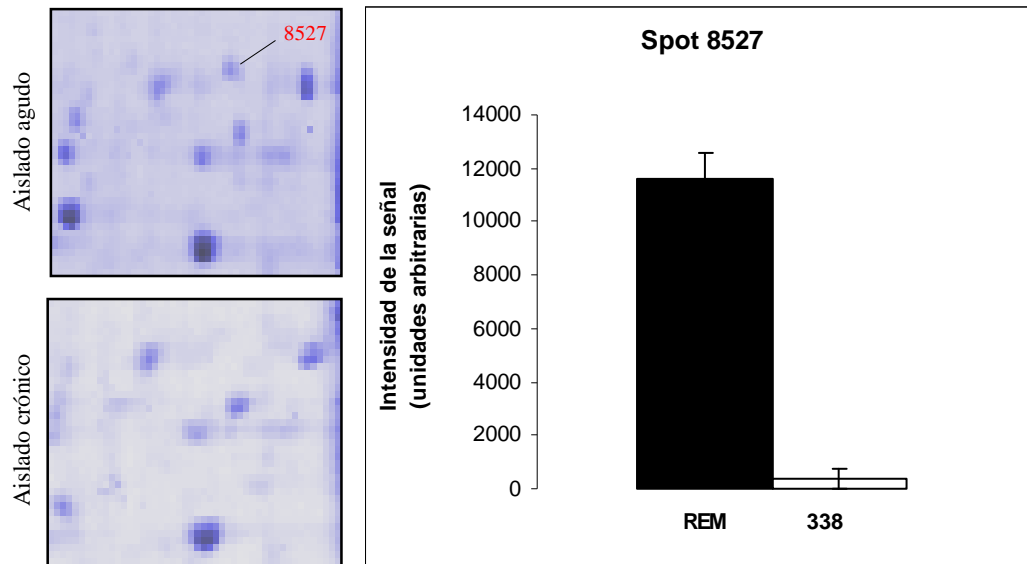 8527
Aislado agudo
Aislado crónico
Spot 8527
Intensidad de la señal
(unidades arbitrarias)
14000
12000
10000
8000
6000
4000
2000
0
REM
338